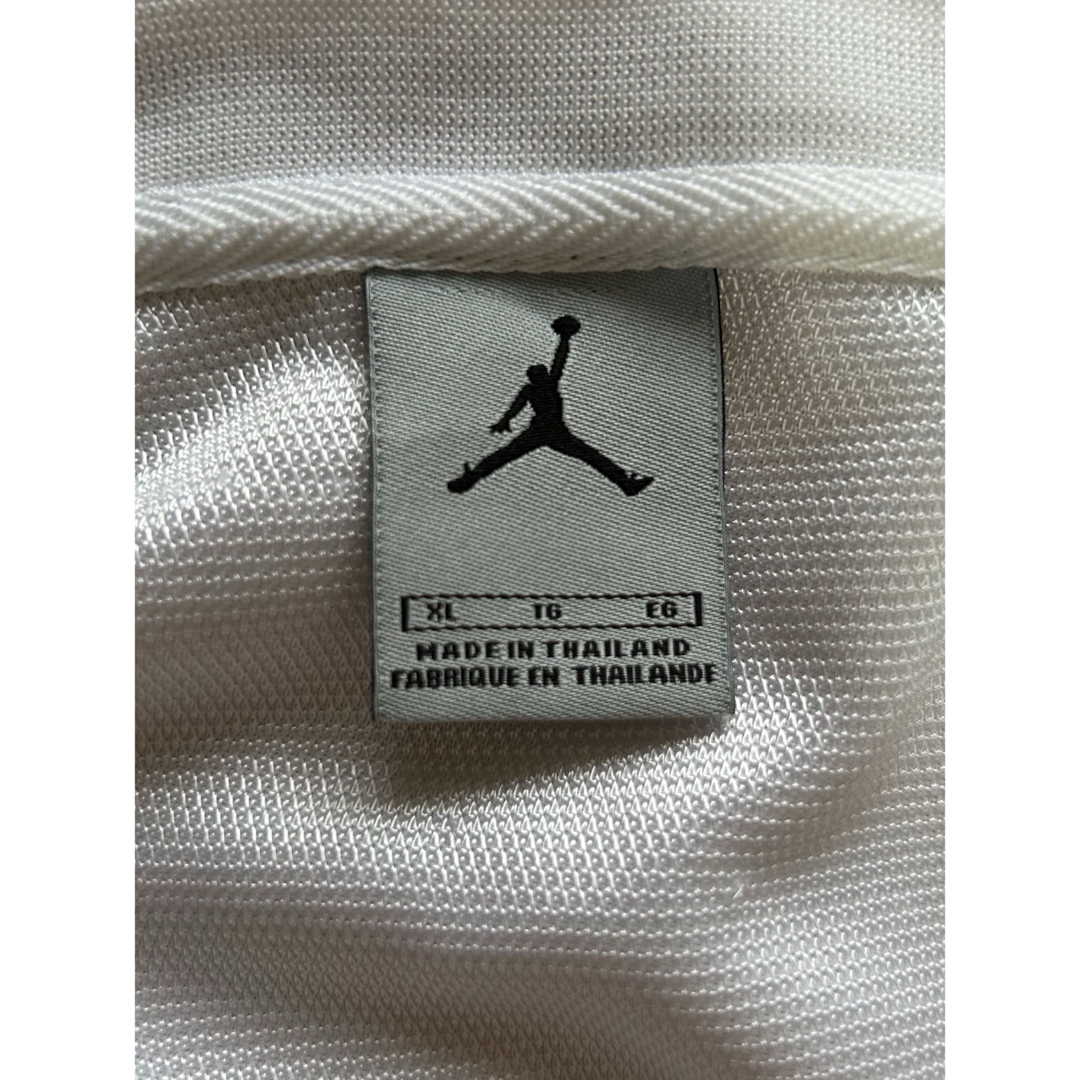 XL TG EG
MADE IN THAILAND
FABRIQUE EN THAILANDE